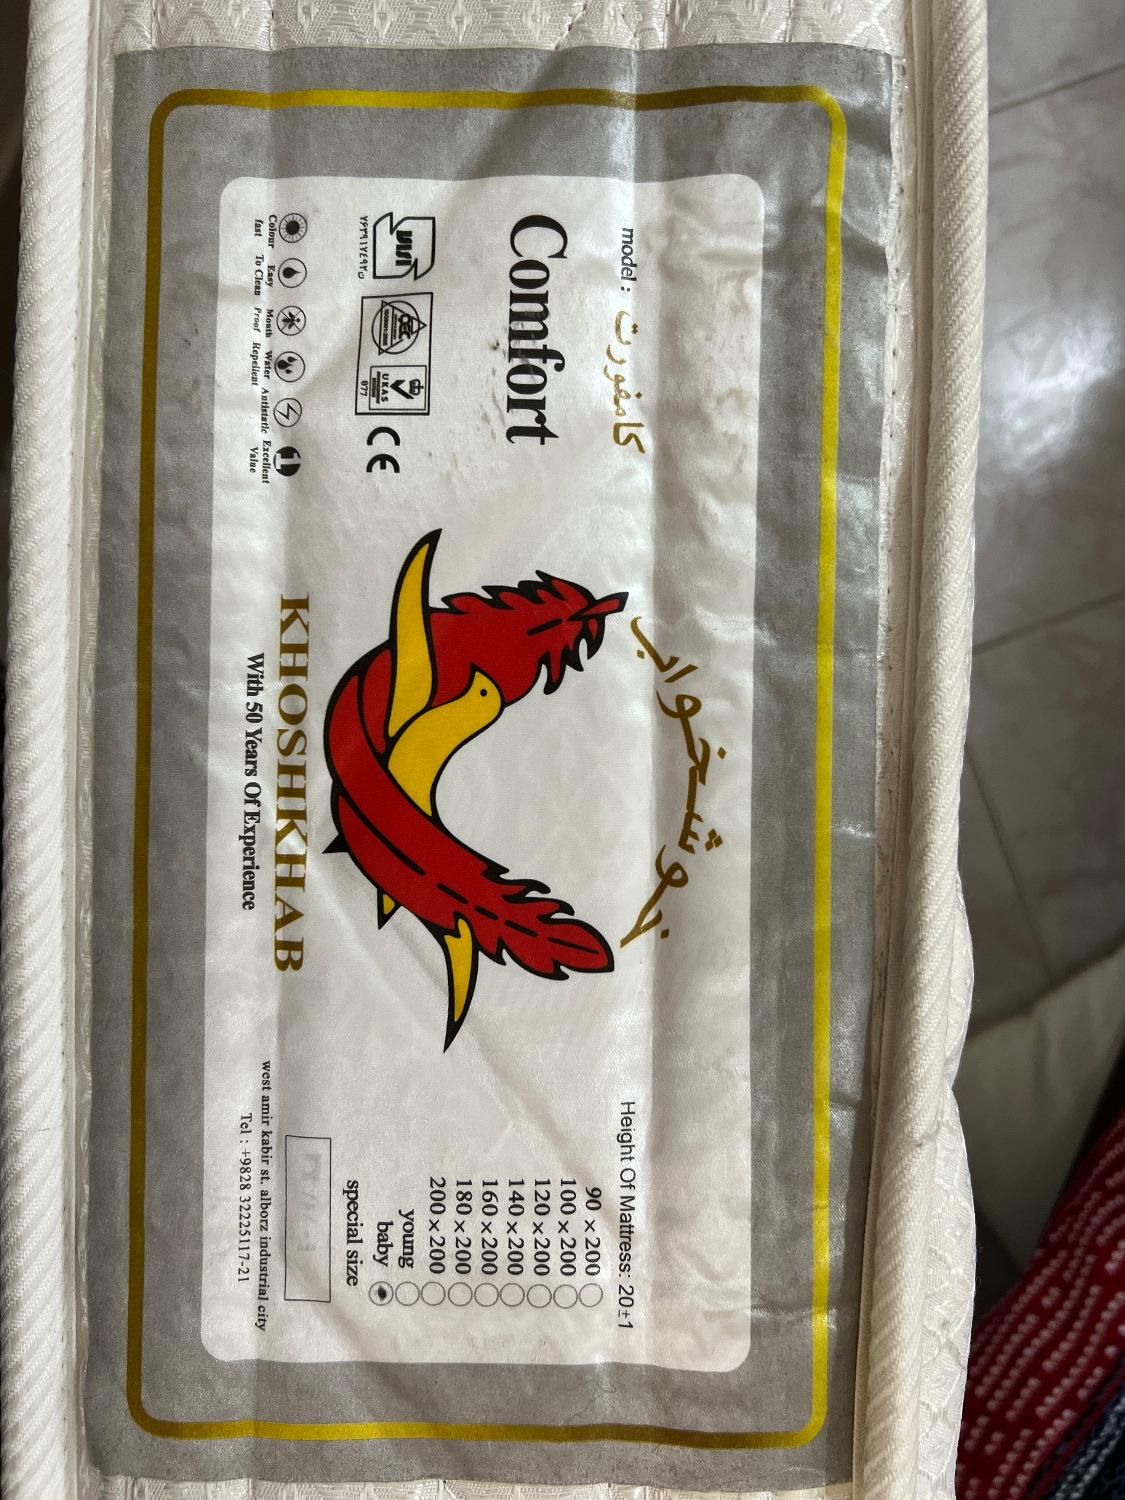 model : کامفورت
Comfort
خوشخواب
KHOSHKHAB
With 50 Years Of Experience
Height Of Mattress: 20±1
90 ×200
100 ×200
120 ×200
140 ×200
160 ×200
180 ×200
200 ×200
young
baby
special size
UKAS
077
CE
Colour fast
Easy To Clean
Mouth Proof
Water Repellent
Antistatic
Excellent Value
1
west amir kabir st. alborz industrial city
Tel : +9828 32225117-21